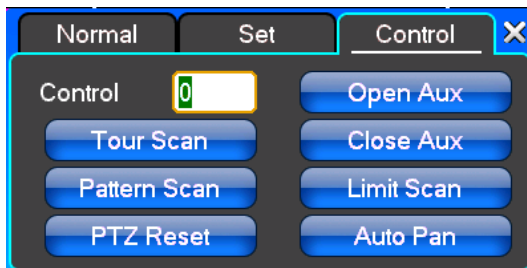 Normal Set Control
Control 0 Open Aux
Tour Scan Close Aux
Pattern Scan Limit Scan
PTZ Reset Auto Pan